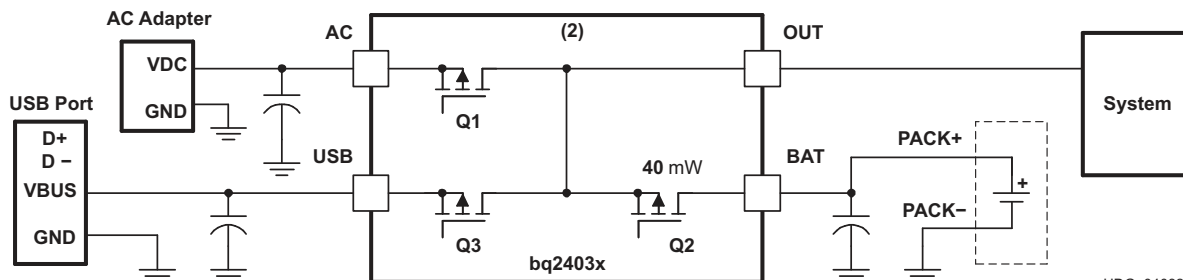 AC Adapter
VDC
GND
USB Port
D+
D −
VBUS
GND
AC
(2)
OUT
Q1
USB
40 mW
BAT
Q3
Q2
bq2403x
PACK+
+
PACK−
System